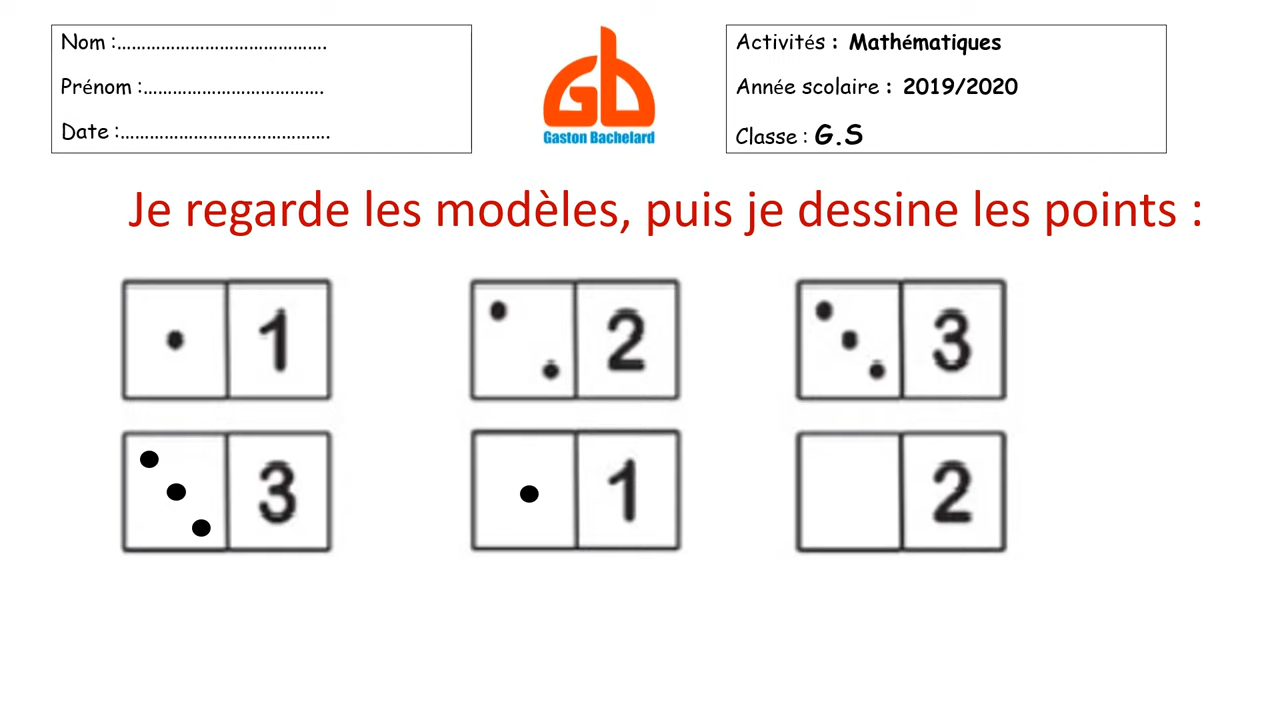 Nom :..............................................
Prénom :.......................................
Date :..............................................
Gb
Gaston Bachelard
Activités : Mathématiques
Année scolaire : 2019/2020
Classe : G.S
Je regarde les modèles, puis je dessine les points :
1 2 3
3 1 2